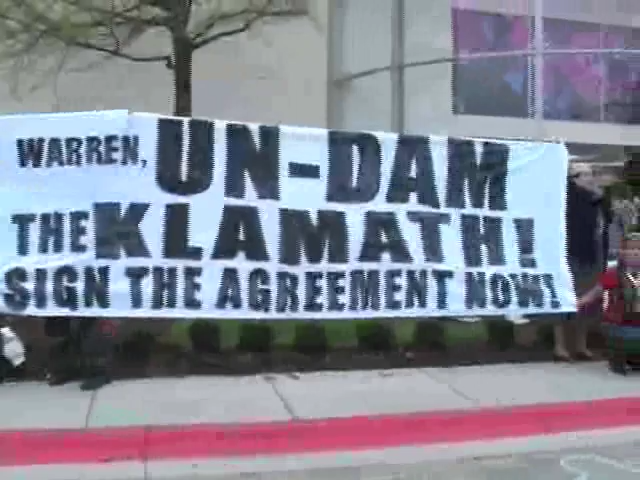 WARREN, UN-DAM
THE KLAMATH!
SIGN THE AGREEMENT NOW!